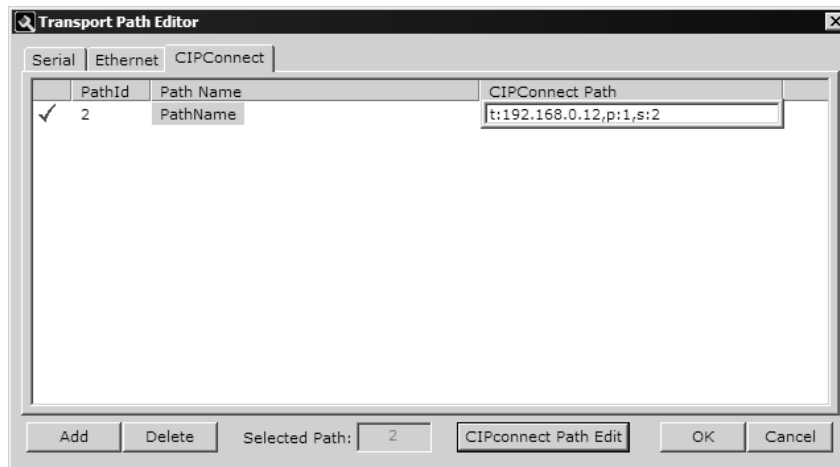 Transport Path Editor
Serial Ethernet CIPConnect
PathId Path Name CIPConnect Path
2 PathName t:192.168.0.12,p:1,s:2
Add Delete Selected Path: 2 CIPconnect Path Edit OK Cancel